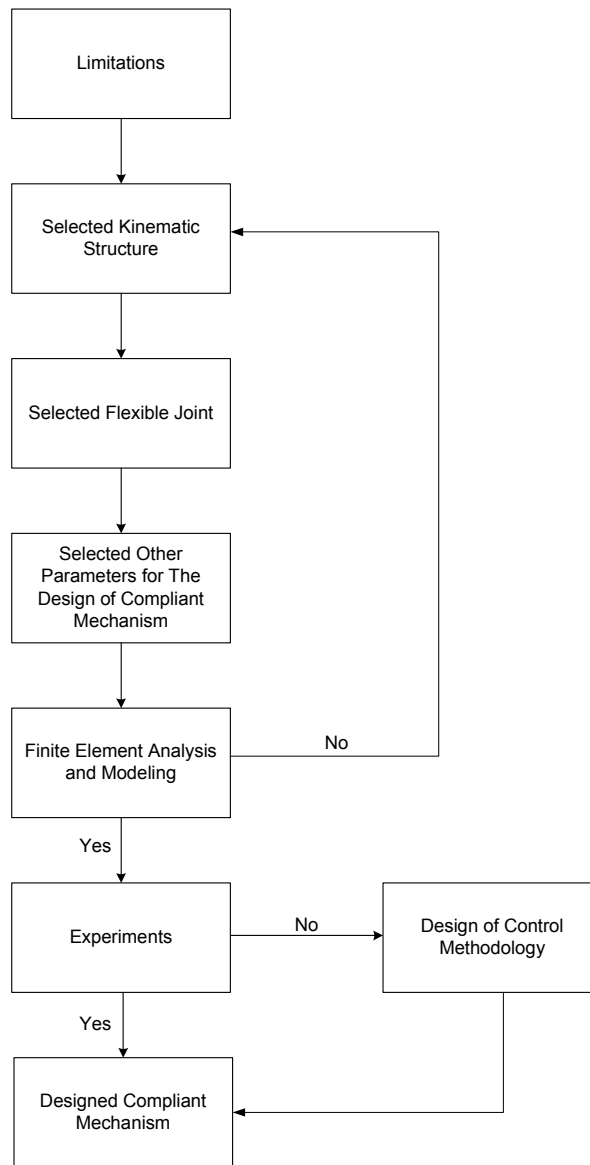 Limitations
Selected Kinematic
Structure
Selected Flexible Joint
Selected Other
Parameters for The
Design of Compliant
Mechanism
Finite Element Analysis
and Modeling
No
Yes
Experiments
No
Design of Control
Methodology
Yes
Designed Compliant
Mechanism